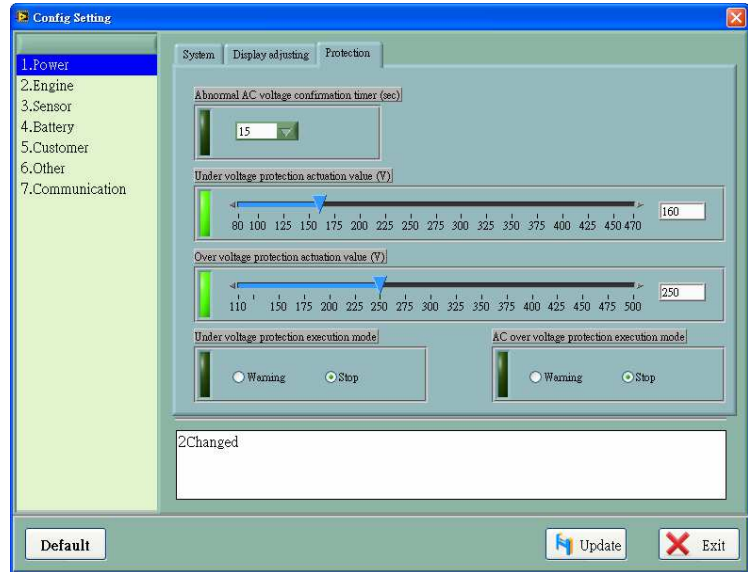 Config Setting
1.Power
2.Engine
3.Sensor
4.Battery
5.Customer
6.Other
7.Communication
System Display adjusting Protection
Abnormal AC voltage confirmation timer (sec)
15
Under voltage protection actuation value (V)
160
80 100 125 150 175 200 225 250 275 300 325 350 375 400 425 450 470
Over voltage protection actuation value (V)
250
110 150 175 200 225 250 275 300 325 350 375 400 425 450 475 500
Under voltage protection execution mode AC over voltage protection execution mode
Warning Stop Warning Stop
2Changed
Default Update Exit